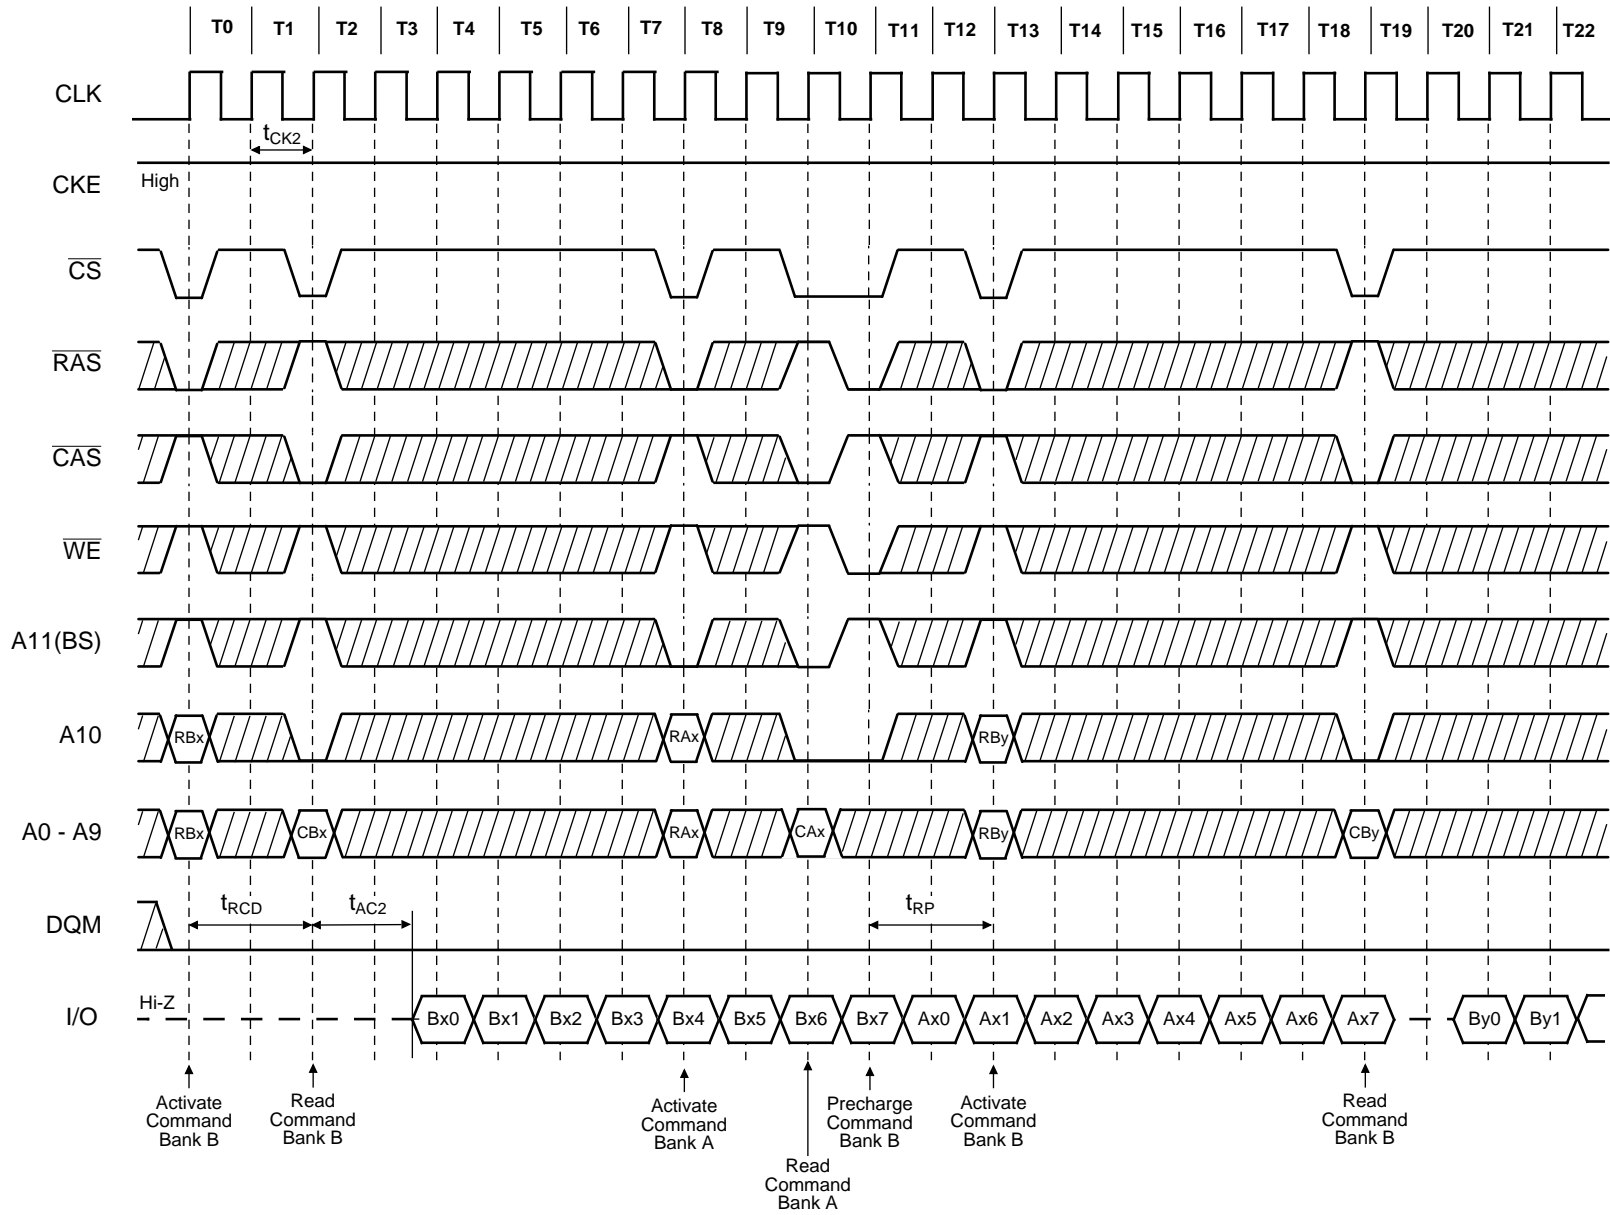 T0 T1 T2 T3 T4 T5 T6 T7 T8 T9 T10 T11 T12 T13 T14 T15 T16 T17 T18 T19 T20 T21 T22
CLK
tCK2
CKE High
CS
RAS
CAS
WE
A11(BS)
A10 RBx RAx RBy
A0 - A9 RBx CBx RAx CAx RBy CBy
DQM tRCD tAC2 tRP
I/O Hi-Z Bx0 Bx1 Bx2 Bx3 Bx4 Bx5 Bx6 Bx7 Ax0 Ax1 Ax2 Ax3 Ax4 Ax5 Ax6 Ax7 By0 By1
Activate
Command
Bank B
Read
Command
Bank B
Activate
Command
Bank A
Read
Command
Bank A
Precharge
Command
Bank B
Activate
Command
Bank B
Read
Command
Bank B